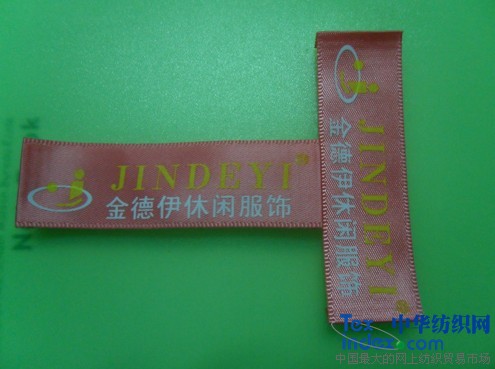 JINDEYI®
金德伊休闲服饰
JINDEYI®
金德伊休闲服饰
Tex 中华纺织网
Index.com
中国最大的网上纺织贸易市场